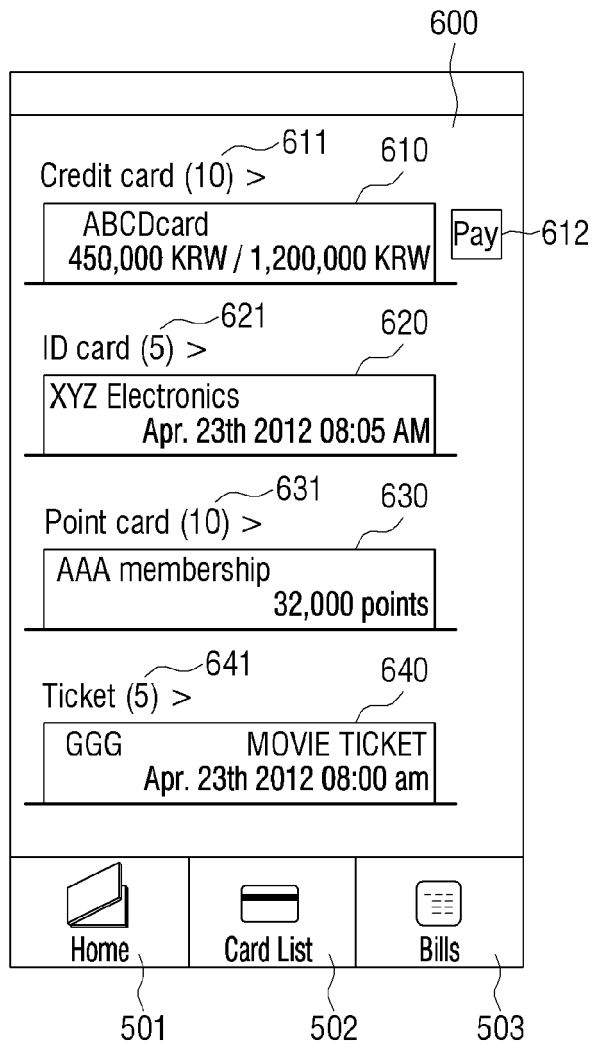 600
611
610
Credit card (10) >
ABCDcard
Pay
612
450,000 KRW / 1,200,000 KRW
621
620
ID card (5) >
XYZ Electronics
Apr. 23th 2012 08:05 AM
631
630
Point card (10) >
AAA membership
32,000 points
641
640
Ticket (5) >
GGG MOVIE TICKET
Apr. 23th 2012 08:00 am
Home Card List Bills
501 502 503